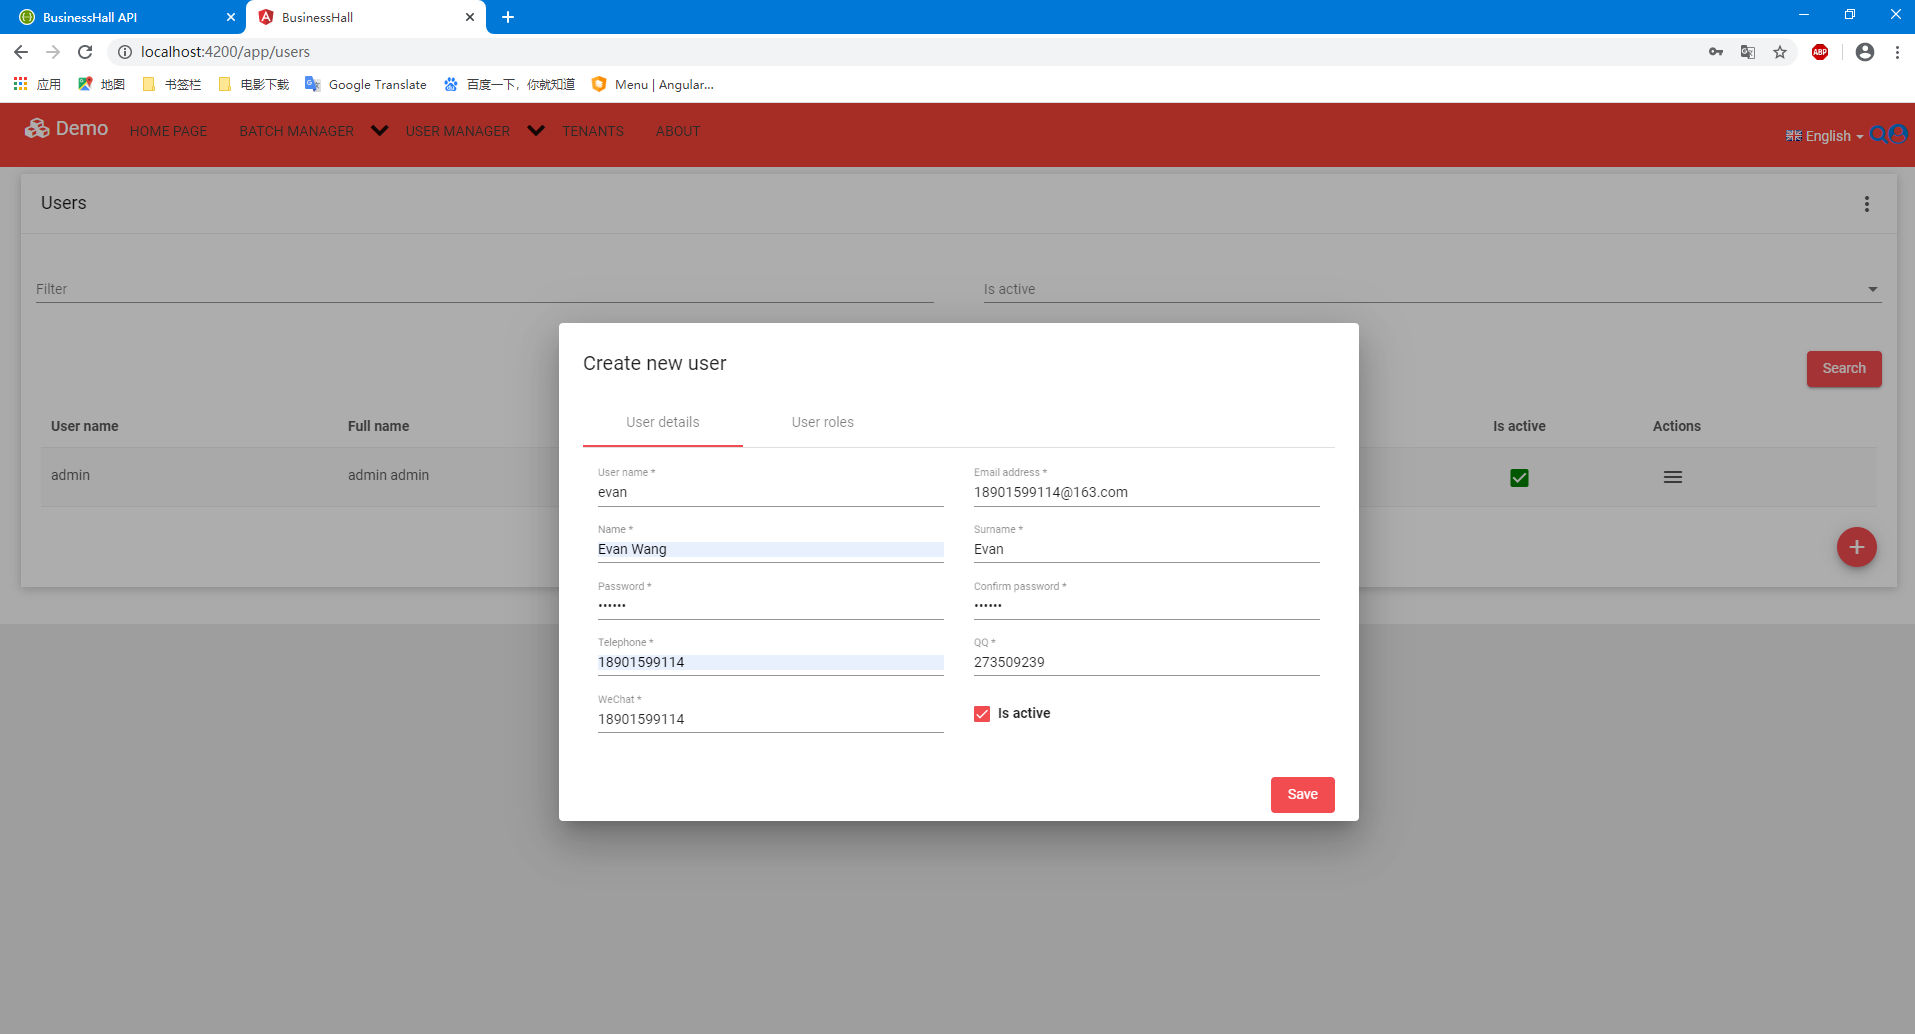 BusinessHall API
BusinessHall
localhost:4200/app/users
ABP
应用
地图
书签栏
电影下载
Google Translate
百度一下，你就知道
Menu | Angular...
Demo
HOME PAGE
BATCH MANAGER
USER MANAGER
TENANTS
ABOUT
English
Users
Filter
Is active
Search
User name
Full name
Is active
Actions
admin
admin admin
Create new user
User details
User roles
User name *
Email address *
evan
18901599114@163.com
Name *
Surname *
Evan Wang
Evan
Password *
Confirm password *
••••••
••••••
Telephone *
QQ *
18901599114
273509239
WeChat *
18901599114
Is active
Save